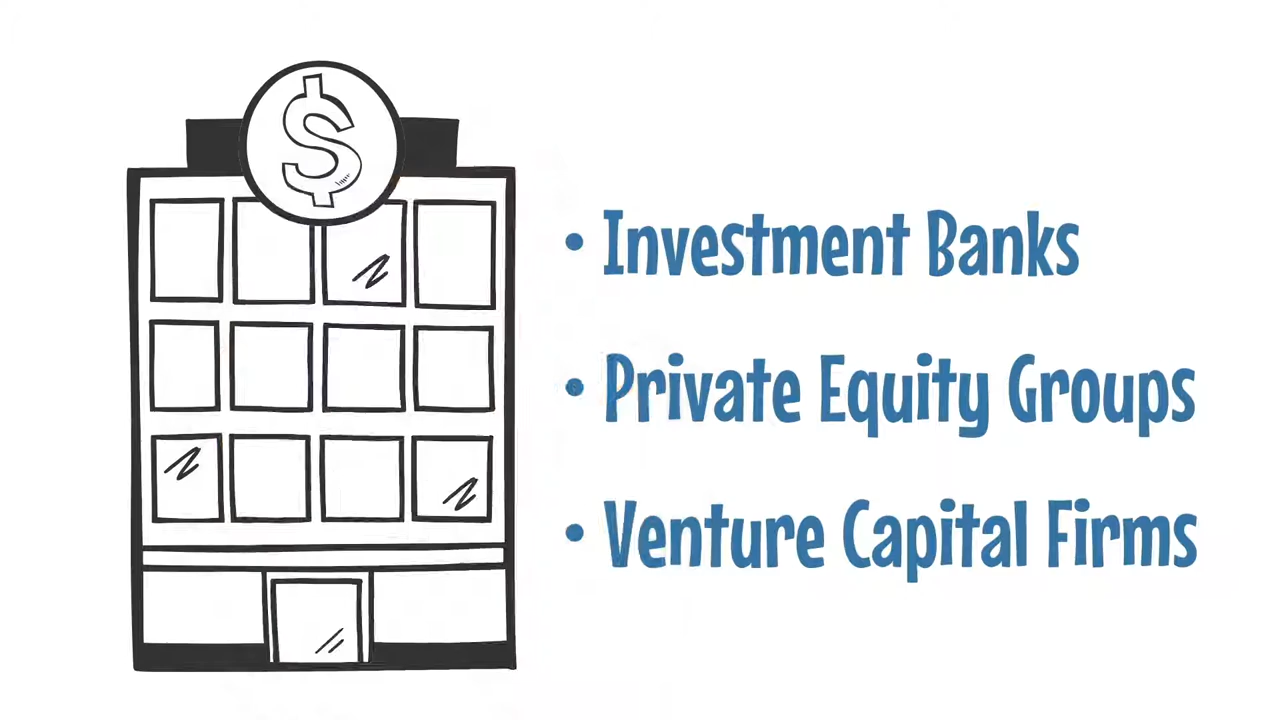 $
• Investment Banks
• Private Equity Groups
• Venture Capital Firms